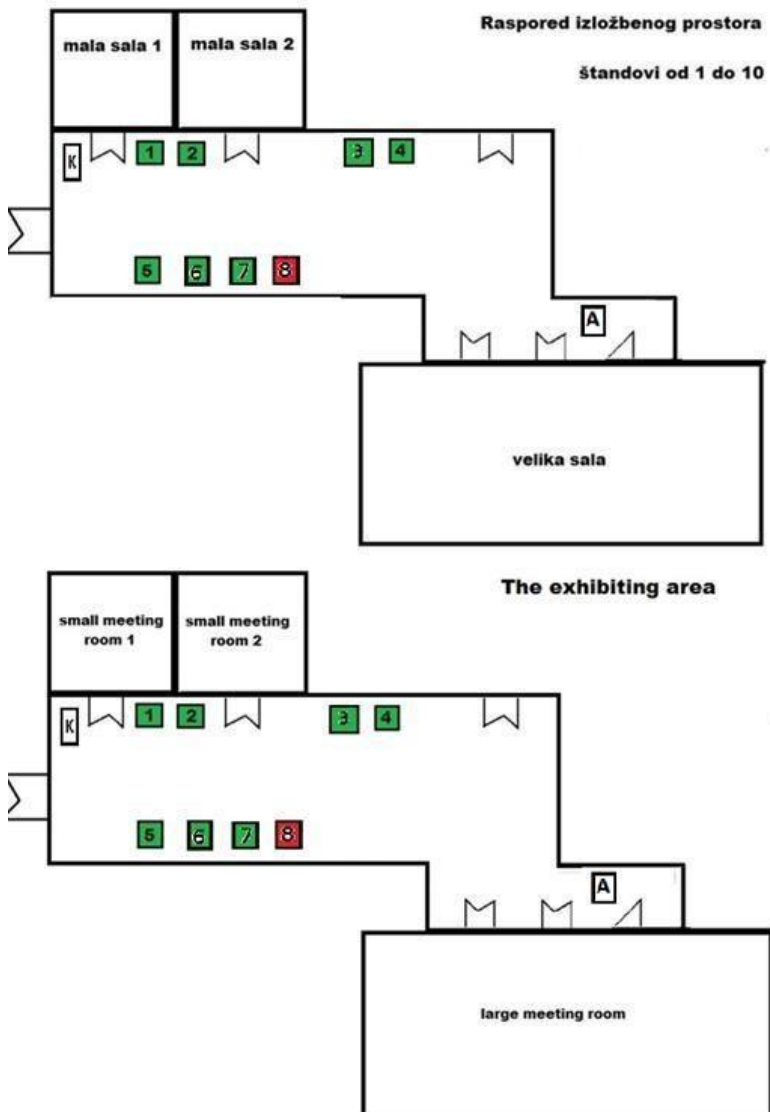 Raspored izložbenog prostora
štandovi od 1 do 10
mala sala 1
mala sala 2
K
1
2
3
4
5
6
7
8
A
velika sala
The exhibiting area
small meeting
room 1
small meeting
room 2
K
1
2
3
4
5
6
7
8
A
large meeting room